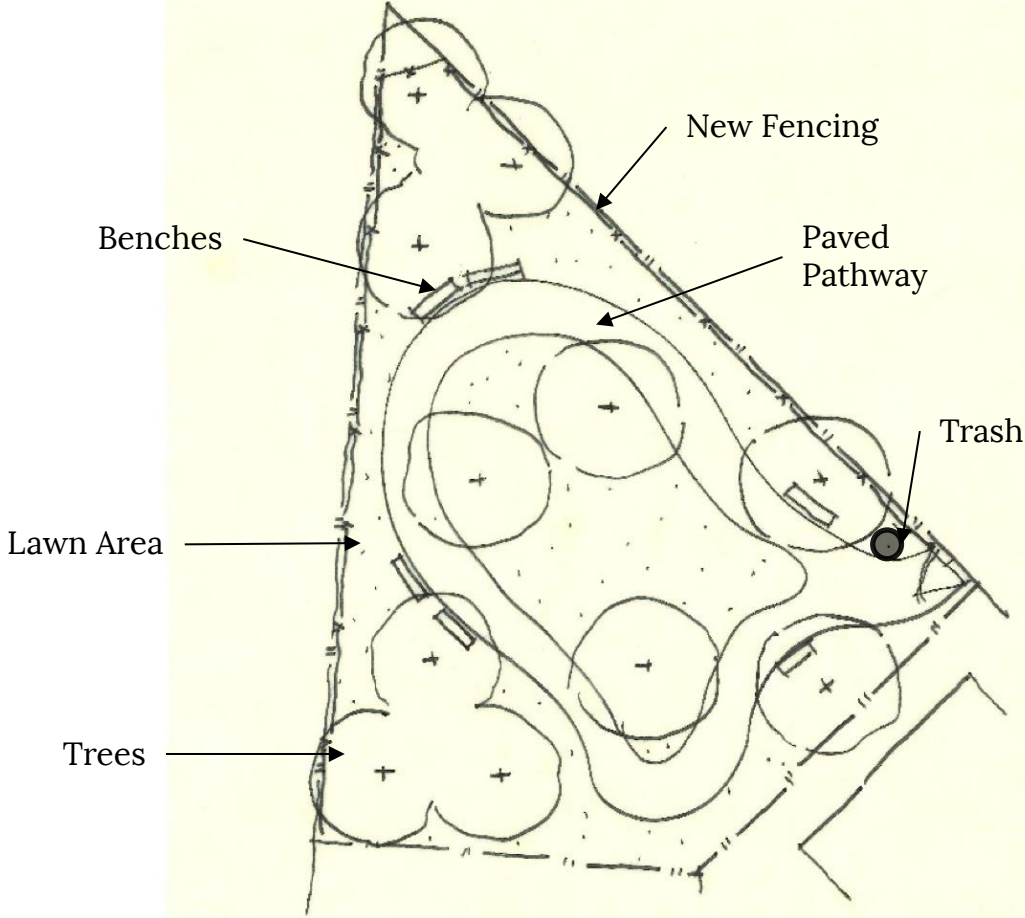 New Fencing
Benches
Paved
Pathway
Trash
Lawn Area
Trees